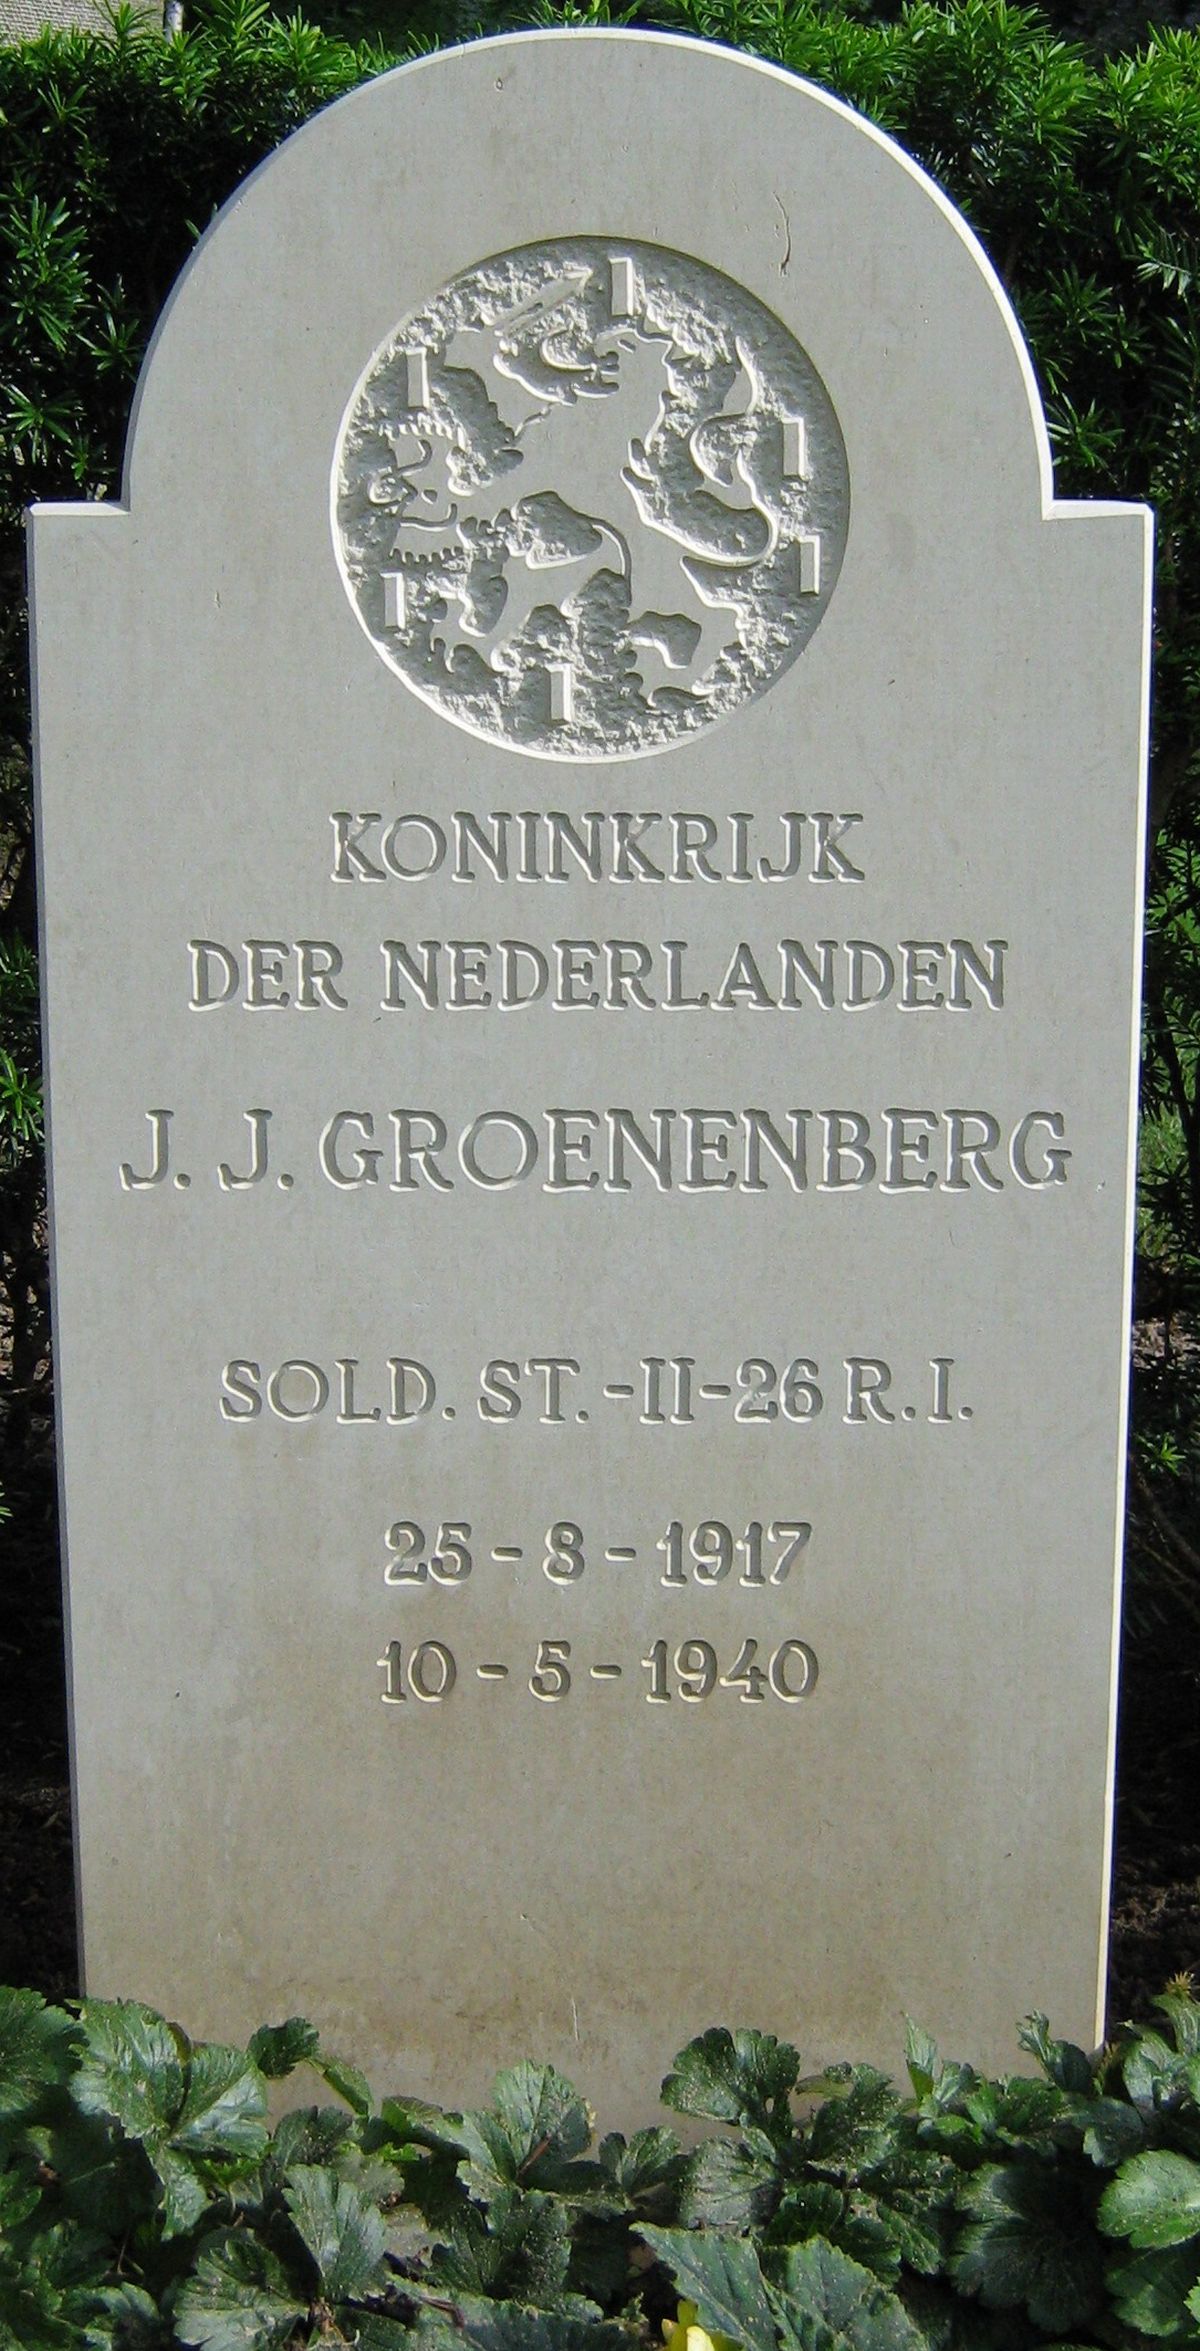 KONINKRIJK
DER NEDERLANDEN
J. J. GROENENBERG
SOLD. ST. -II-26 R.I.
25 - 8 - 1917
10 - 5 - 1940